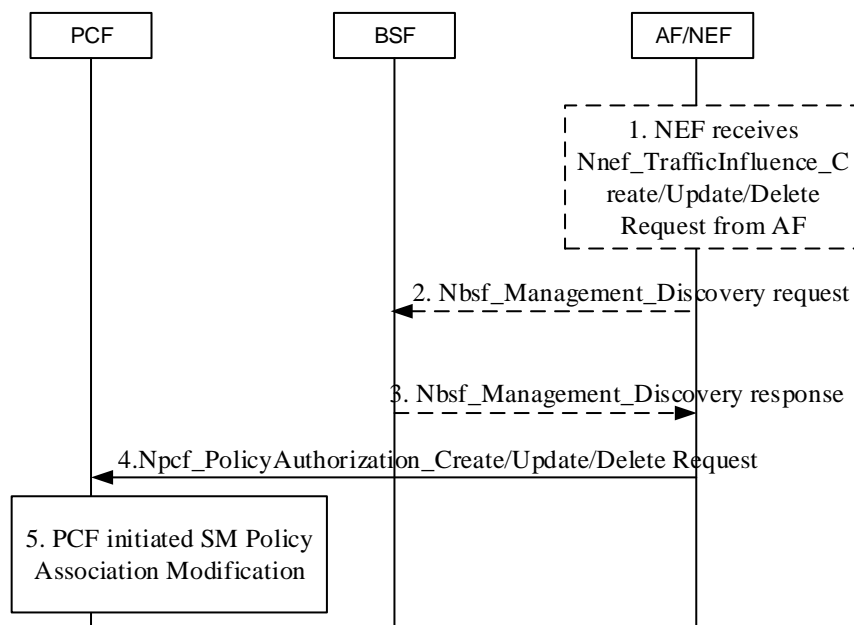 PCF
BSF
AF/NEF
1. NEF receives
Nnef_TrafficInfluence_C
reate/Update/Delete
Request from AF
2. Nbsf_Management_Discovery request
3. Nbsf_Management_Discovery response
4.Npcf_PolicyAuthorization_Create/Update/Delete Request
5. PCF initiated SM Policy
Association Modification